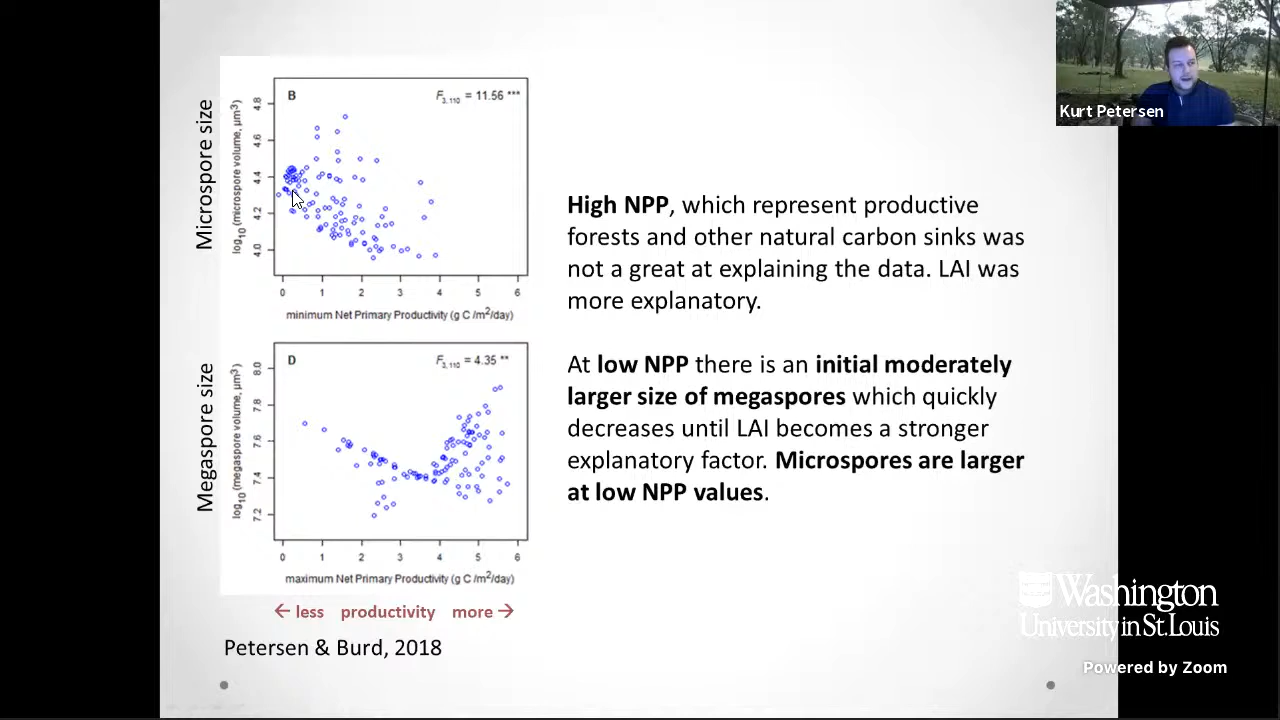 Kurt Petersen
Microspore size
log10(microspore volume, µm3)
4.8
4.6
4.4
4.2
4.0
B
F3,110 = 11.56 ***
0 1 2 3 4 5 6
minimum Net Primary Productivity (g C /m2/day)
Megaspore size
log10(megaspore volume, µm3)
8.0
7.8
7.6
7.4
7.2
D
F3,110 = 4.35 **
0 1 2 3 4 5 6
maximum Net Primary Productivity (g C /m2/day)
← less productivity more →
Petersen & Burd, 2018
High NPP, which represent productive
forests and other natural carbon sinks was
not a great at explaining the data. LAI was
more explanatory.
At low NPP there is an initial moderately
larger size of megaspores which quickly
decreases until LAI becomes a stronger
explanatory factor. Microspores are larger
at low NPP values.
Washington
University in St. Louis
Powered by Zoom